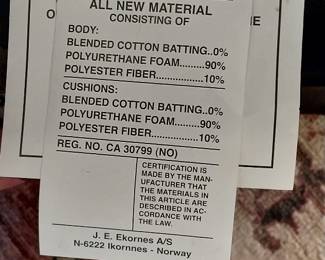 ALL NEW MATERIAL
CONSISTING OF
BODY:
BLENDED COTTON BATTING..0%
POLYURETHANE FOAM.........90%
POLYESTER FIBER................10%
CUSHIONS:
BLENDED COTTON BATTING..0%
POLYURETHANE FOAM.........90%
POLYESTER FIBER................10%
REG. NO. CA 30799 (NO)
CERTIFICATION IS
MADE BY THE MAN-
UFACTURER THAT
THE MATERIALS IN
THIS ARTICLE ARE
DESCRIBED IN AC-
CORDANCE WITH
THE LAW.
J. E. Ekornes A/S
N-6222 Ikornnes - Norway